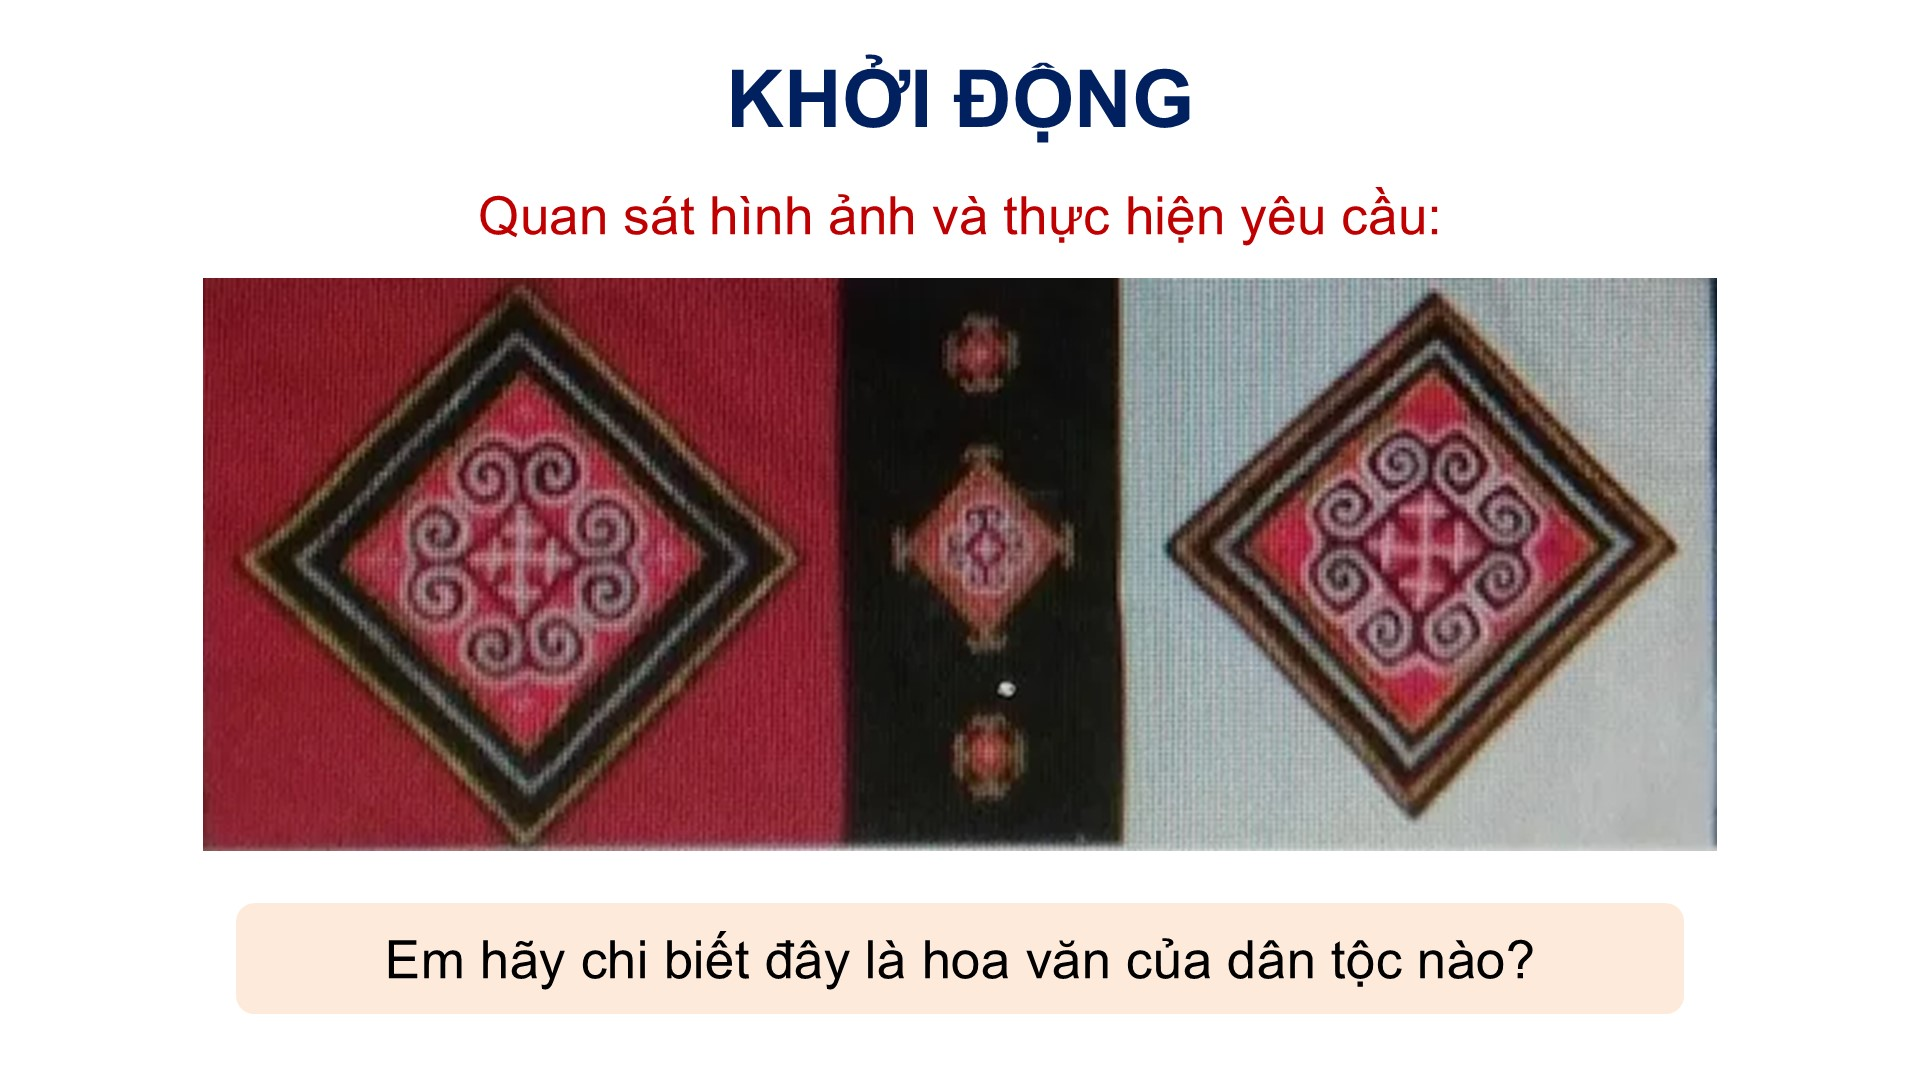 KHỞI ĐỘNG
Quan sát hình ảnh và thực hiện yêu cầu:
Em hãy chi biết đây là hoa văn của dân tộc nào?